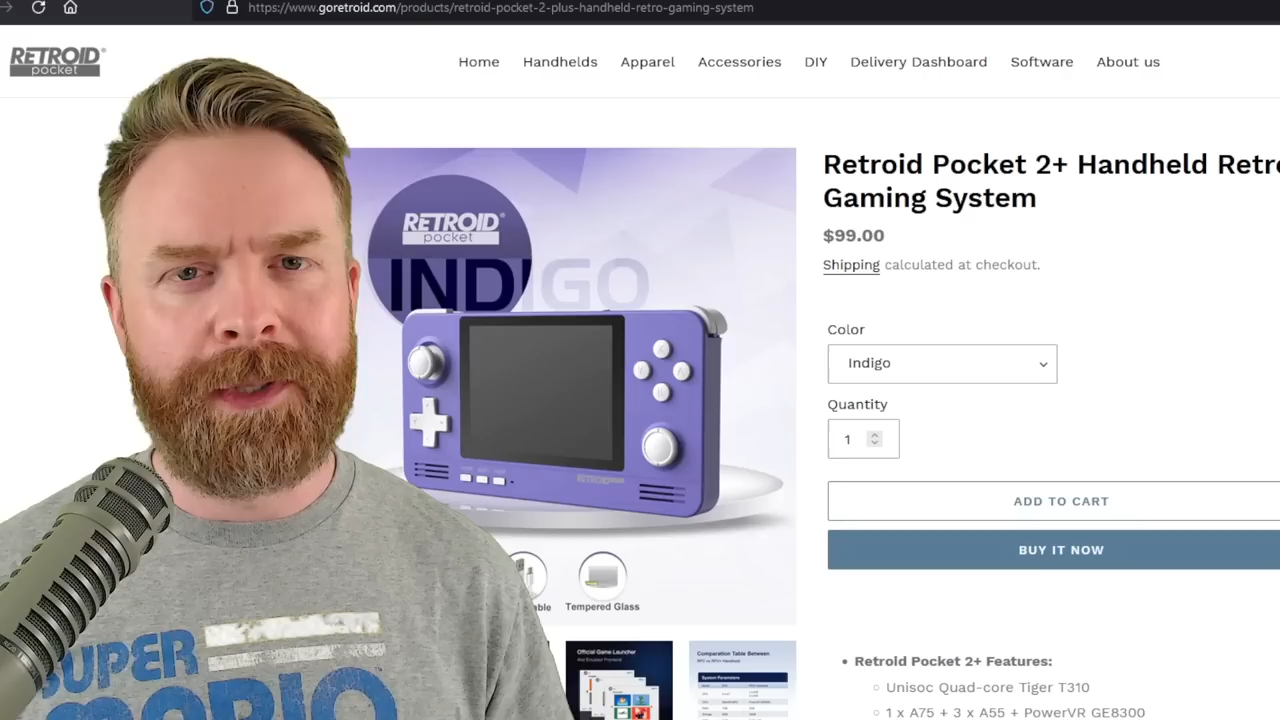 https://www.goretroid.com/products/retroid-pocket-2-plus-handheld-retro-gaming-system
RETROID®
pocket
Home Handhelds Apparel Accessories DIY Delivery Dashboard Software About us
RETROID®
pocket
INDIGO
RETROID
Tempered Glass
Official Game Launcher
Comparison Table Between
System Parameters
Retroid Pocket 2+ Handheld Retro
Gaming System
$99.00
Shipping calculated at checkout.
Color
Indigo
Quantity
1
ADD TO CART
BUY IT NOW
• Retroid Pocket 2+ Features:
○ Unisoc Quad-core Tiger T310
○ 1 x A75 + 3 x A55 + PowerVR GE8300
SUPER
MARIO